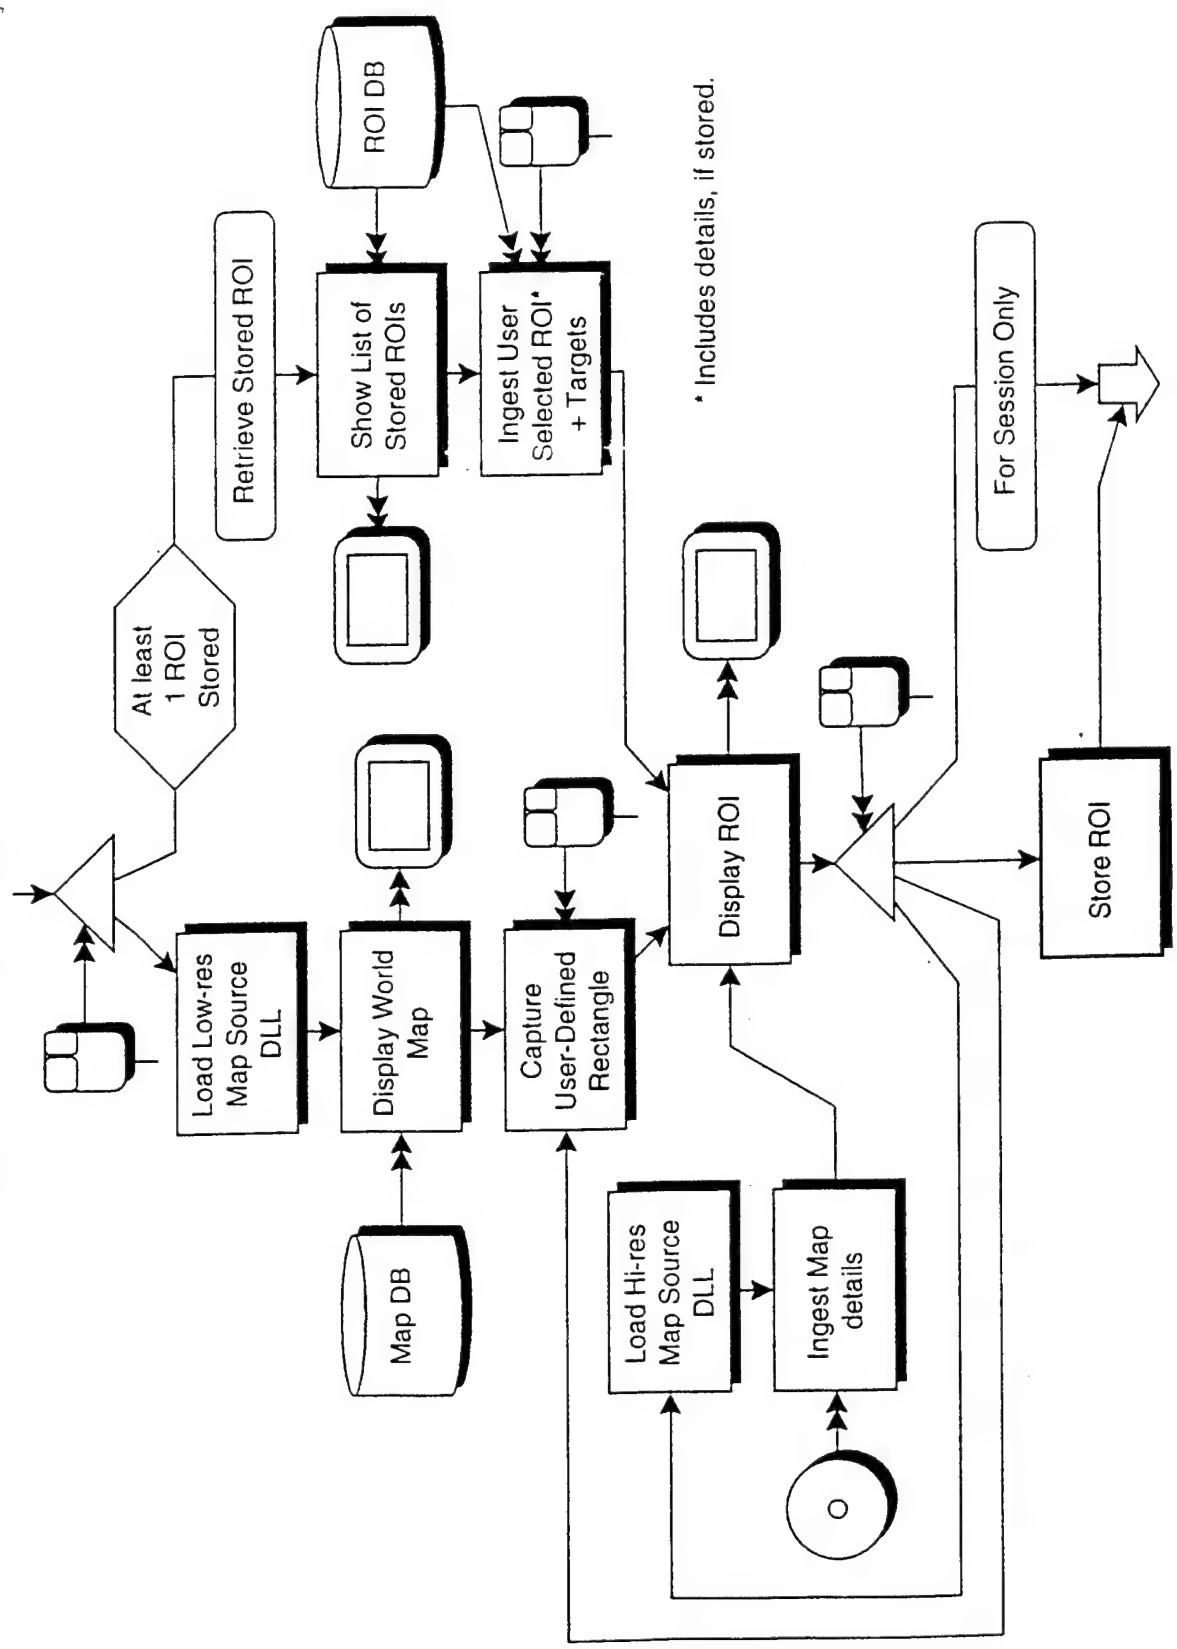 At least
1 ROI
Stored
Retrieve Stored ROI
ROI DB
Load Low-res
Map Source
DLL
Show List of
Stored ROIs
Map DB
Display World
Map
Ingest User
Selected ROI*
+ Targets
Capture
User-Defined
Rectangle
* Includes details, if stored.
Load Hi-res
Map Source
DLL
Display ROI
Ingest Map
details
For Session Only
Store ROI